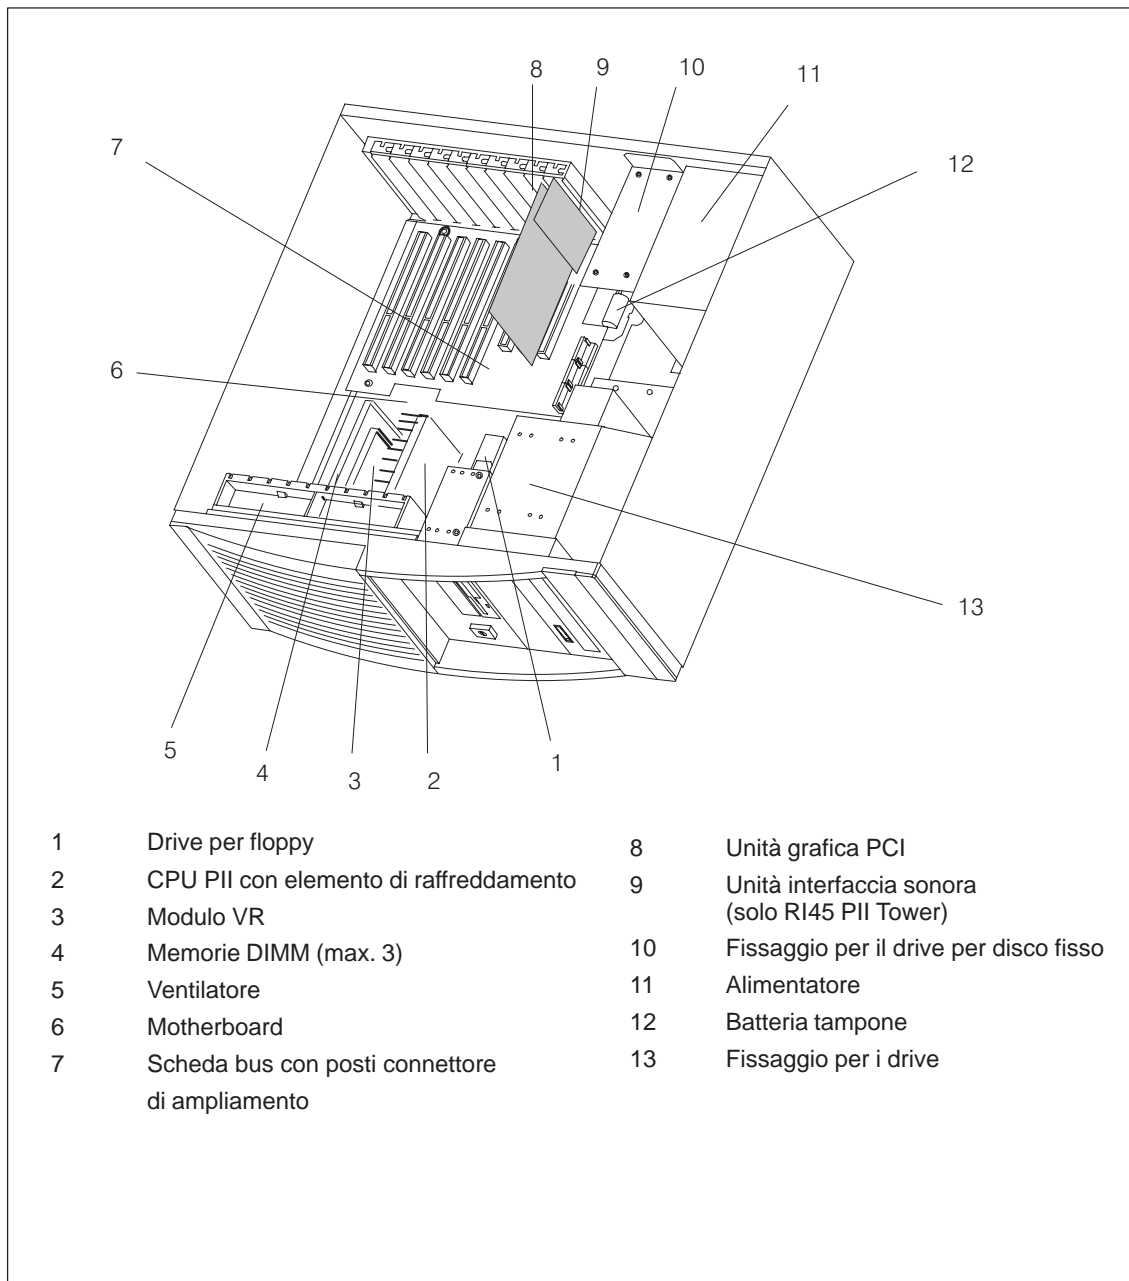 8
9
10
11
7
12
6
13
5
4
3
2
1
1 Drive per floppy
2 CPU PII con elemento di raffreddamento
3 Modulo VR
4 Memorie DIMM (max. 3)
5 Ventilatore
6 Motherboard
7 Scheda bus con posti connettore
di ampliamento
8 Unità grafica PCI
9 Unità interfaccia sonora
(solo RI45 PII Tower)
10 Fissaggio per il drive per disco fisso
11 Alimentatore
12 Batteria tampone
13 Fissaggio per i drive